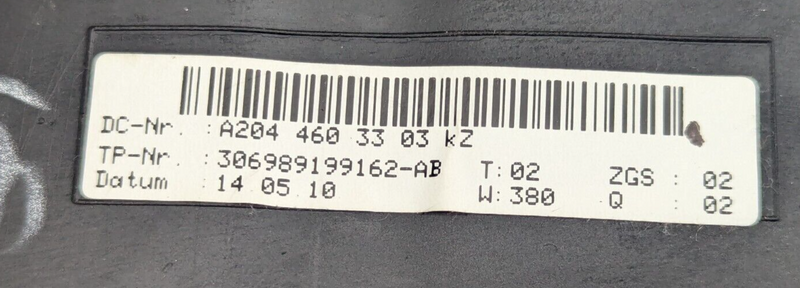 DC-Nr. : A204 460 33 03 kZ
TP-Nr. : 306989199162-AB T: 02 ZGS : 02
Datum : 14.05.10 W: 380 Q : 02